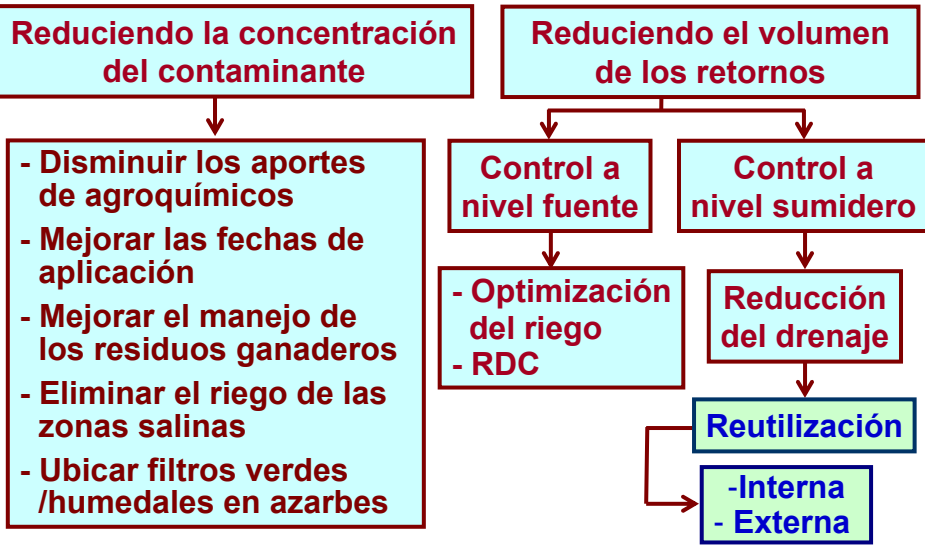 Reduciendo la concentración
del contaminante
- Disminuir los aportes
de agroquímicos
- Mejorar las fechas de
aplicación
- Mejorar el manejo de
los residuos ganaderos
- Eliminar el riego de las
zonas salinas
- Ubicar filtros verdes
/humedales en azarbes
Reduciendo el volumen
de los retornos
Control a
nivel fuente
- Optimización
del riego
- RDC
Control a
nivel sumidero
Reducción
del drenaje
Reutilización
-Interna
- Externa